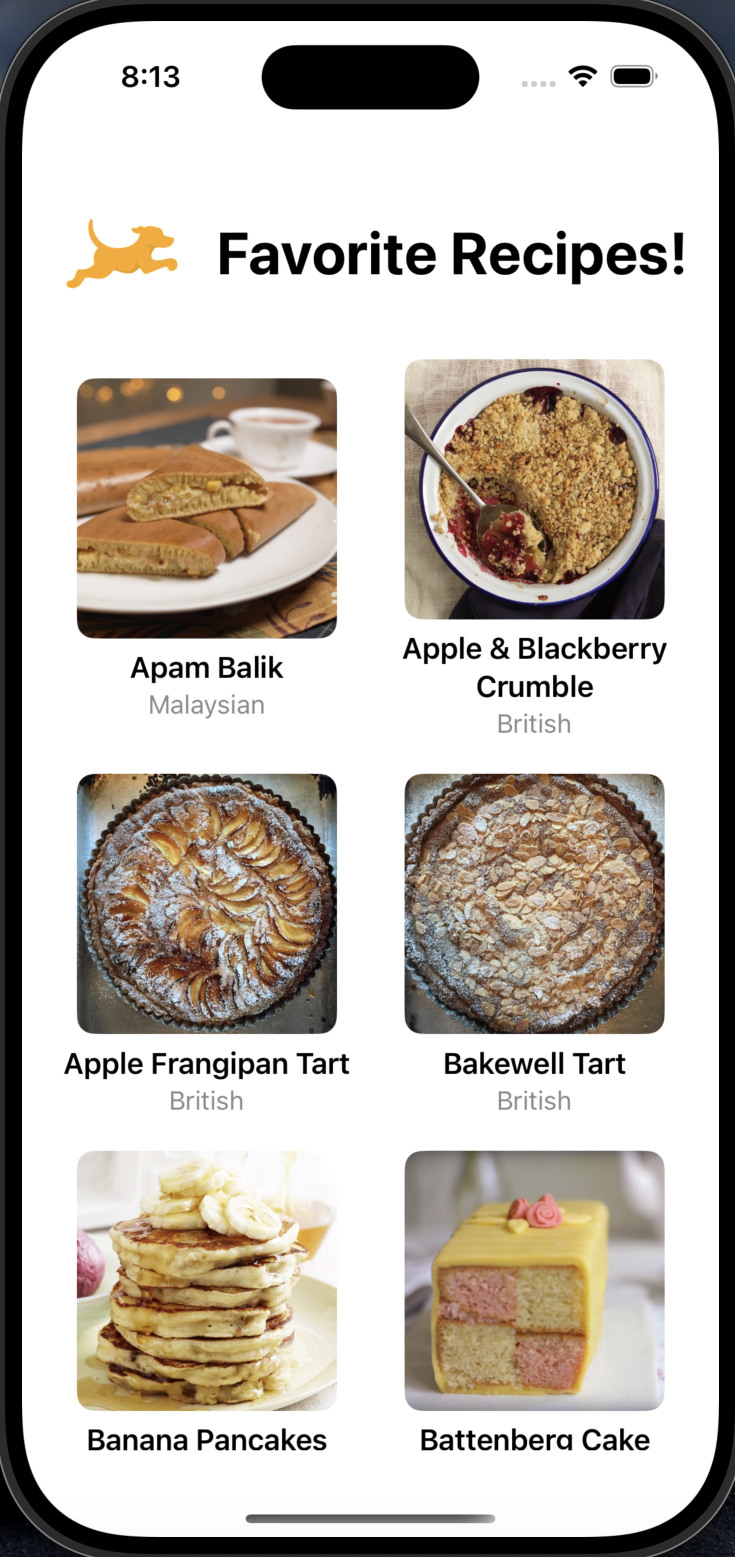 8:13
Favorite Recipes!
Apam Balik
Malaysian
Apple & Blackberry
Crumble
British
Apple Frangipan Tart
British
Bakewell Tart
British
Banana Pancakes
Battenberg Cake